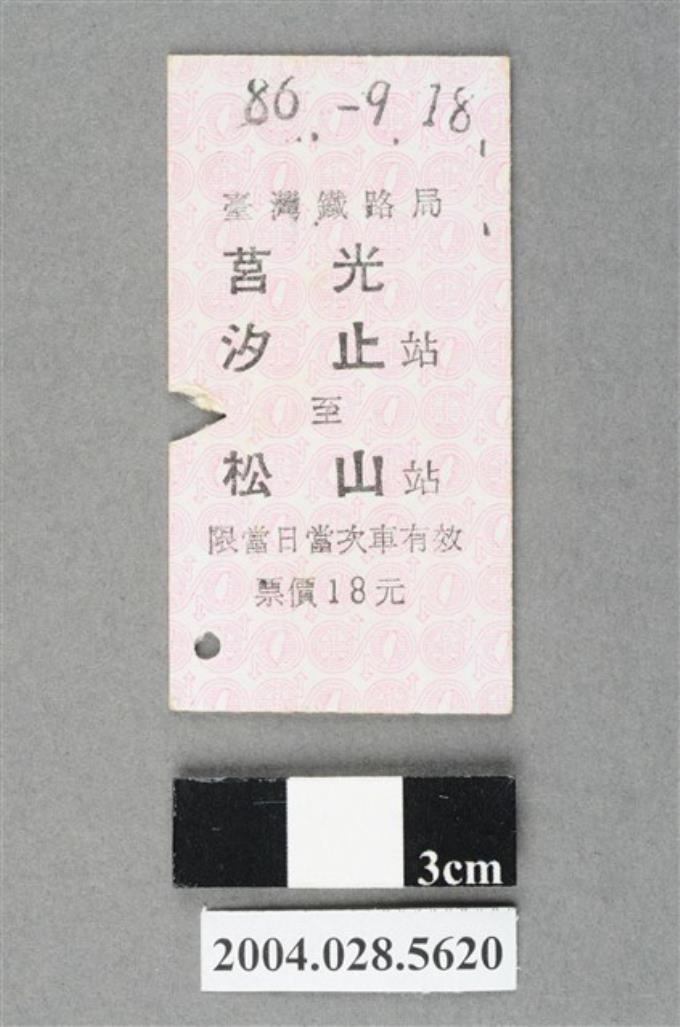 86.-9.18
臺灣鐵路局
莒光
汐止站
至
松山站
限當日當次車有效
票價18元
3cm
2004.028.5620